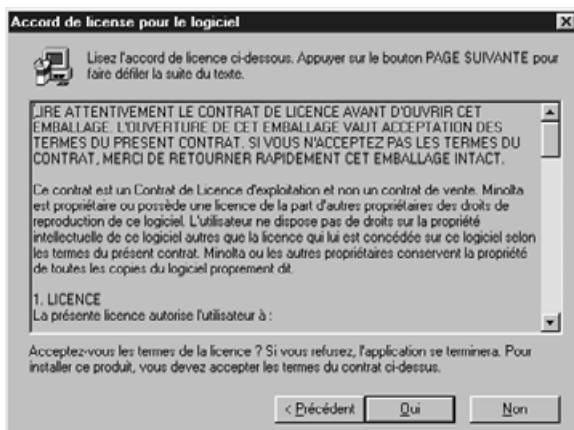 Accord de license pour le logiciel
Lisez l'accord de licence ci-dessous. Appuyer sur le bouton PAGE SUIVANTE pour
faire défiler la suite du texte.
LIRE ATTENTIVEMENT LE CONTRAT DE LICENCE AVANT D'OUVRIR CET
EMBALLAGE. L'OUVERTURE DE CET EMBALLAGE VAUT ACCEPTATION DES
TERMES DU PRESENT CONTRAT. SI VOUS N'ACCEPTEZ PAS LES TERMES DU
CONTRAT, MERCI DE RETOURNER RAPIDEMENT CET EMBALLAGE INTACT.
Ce contrat est un Contrat de Licence d'exploitation et non un contrat de vente. Minolta
est propriétaire ou possède une licence de la part d'autres propriétaires des droits de
reproduction de ce logiciel. L'utilisateur ne dispose pas de droits sur la propriété
intellectuelle de ce logiciel autres que la licence qui lui est concédée sur ce logiciel selon
les termes du présent contrat. Minolta ou les autres propriétaires conservent la propriété
de toutes les copies du logiciel proprement dit.
1. LICENCE
La présente licence autorise l'utilisateur à :
Acceptez-vous les termes de la licence ? Si vous refusez, l'application se terminera. Pour
installer ce produit, vous devez accepter les termes du contrat ci-dessus.
< Précédent
Oui
Non